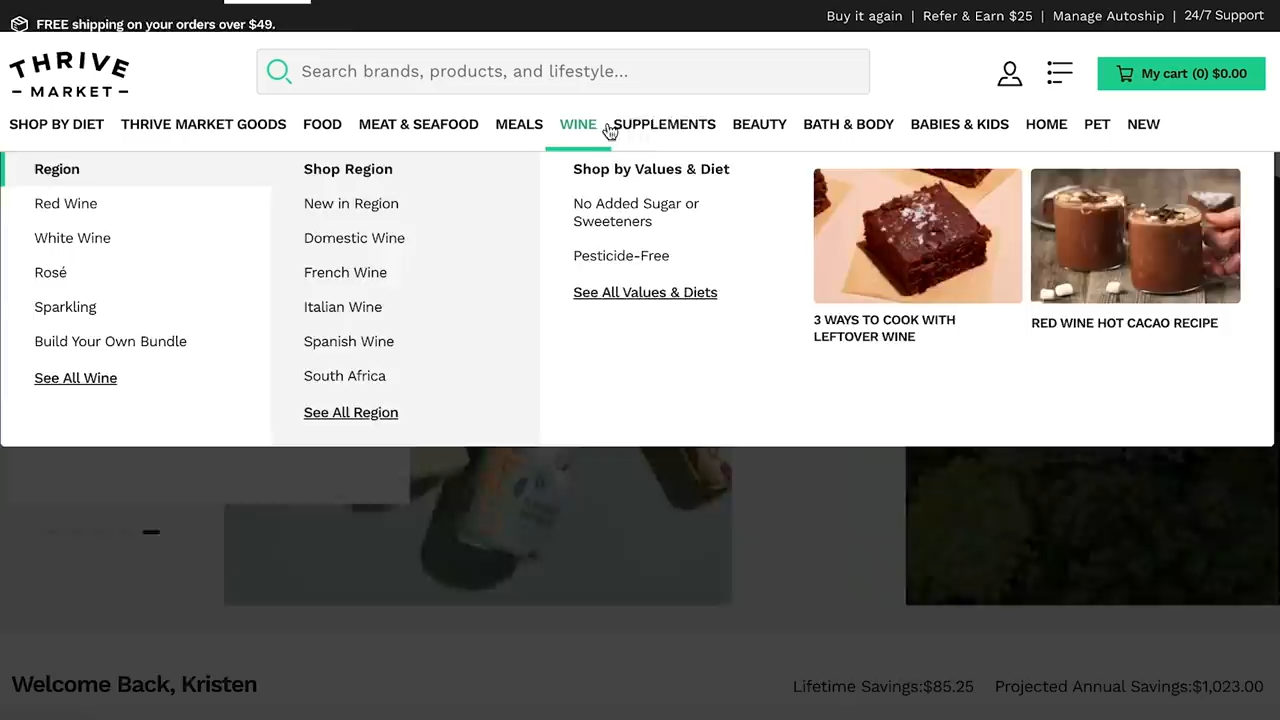 FREE shipping on your orders over $49.
Buy it again | Refer & Earn $25 | Manage Autoship | 24/7 Support
THRIVE
MARKET
Search brands, products, and lifestyle...
My cart (0) $0.00
SHOP BY DIET THRIVE MARKET GOODS FOOD MEAT & SEAFOOD MEALS WINE SUPPLEMENTS BEAUTY BATH & BODY BABIES & KIDS HOME PET NEW
Region
Red Wine
White Wine
Rosé
Sparkling
Build Your Own Bundle
See All Wine
Shop Region
New in Region
Domestic Wine
French Wine
Italian Wine
Spanish Wine
South Africa
See All Region
Shop by Values & Diet
No Added Sugar or
Sweeteners
Pesticide-Free
See All Values & Diets
3 WAYS TO COOK WITH
LEFTOVER WINE
RED WINE HOT CACAO RECIPE
Welcome Back, Kristen
Lifetime Savings:$85.25 Projected Annual Savings:$1,023.00